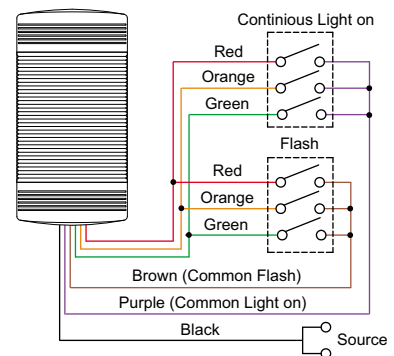 Continious Light on
Red
Orange
Green
Flash
Red
Orange
Green
Brown (Common Flash)
Purple (Common Light on)
Black
Source